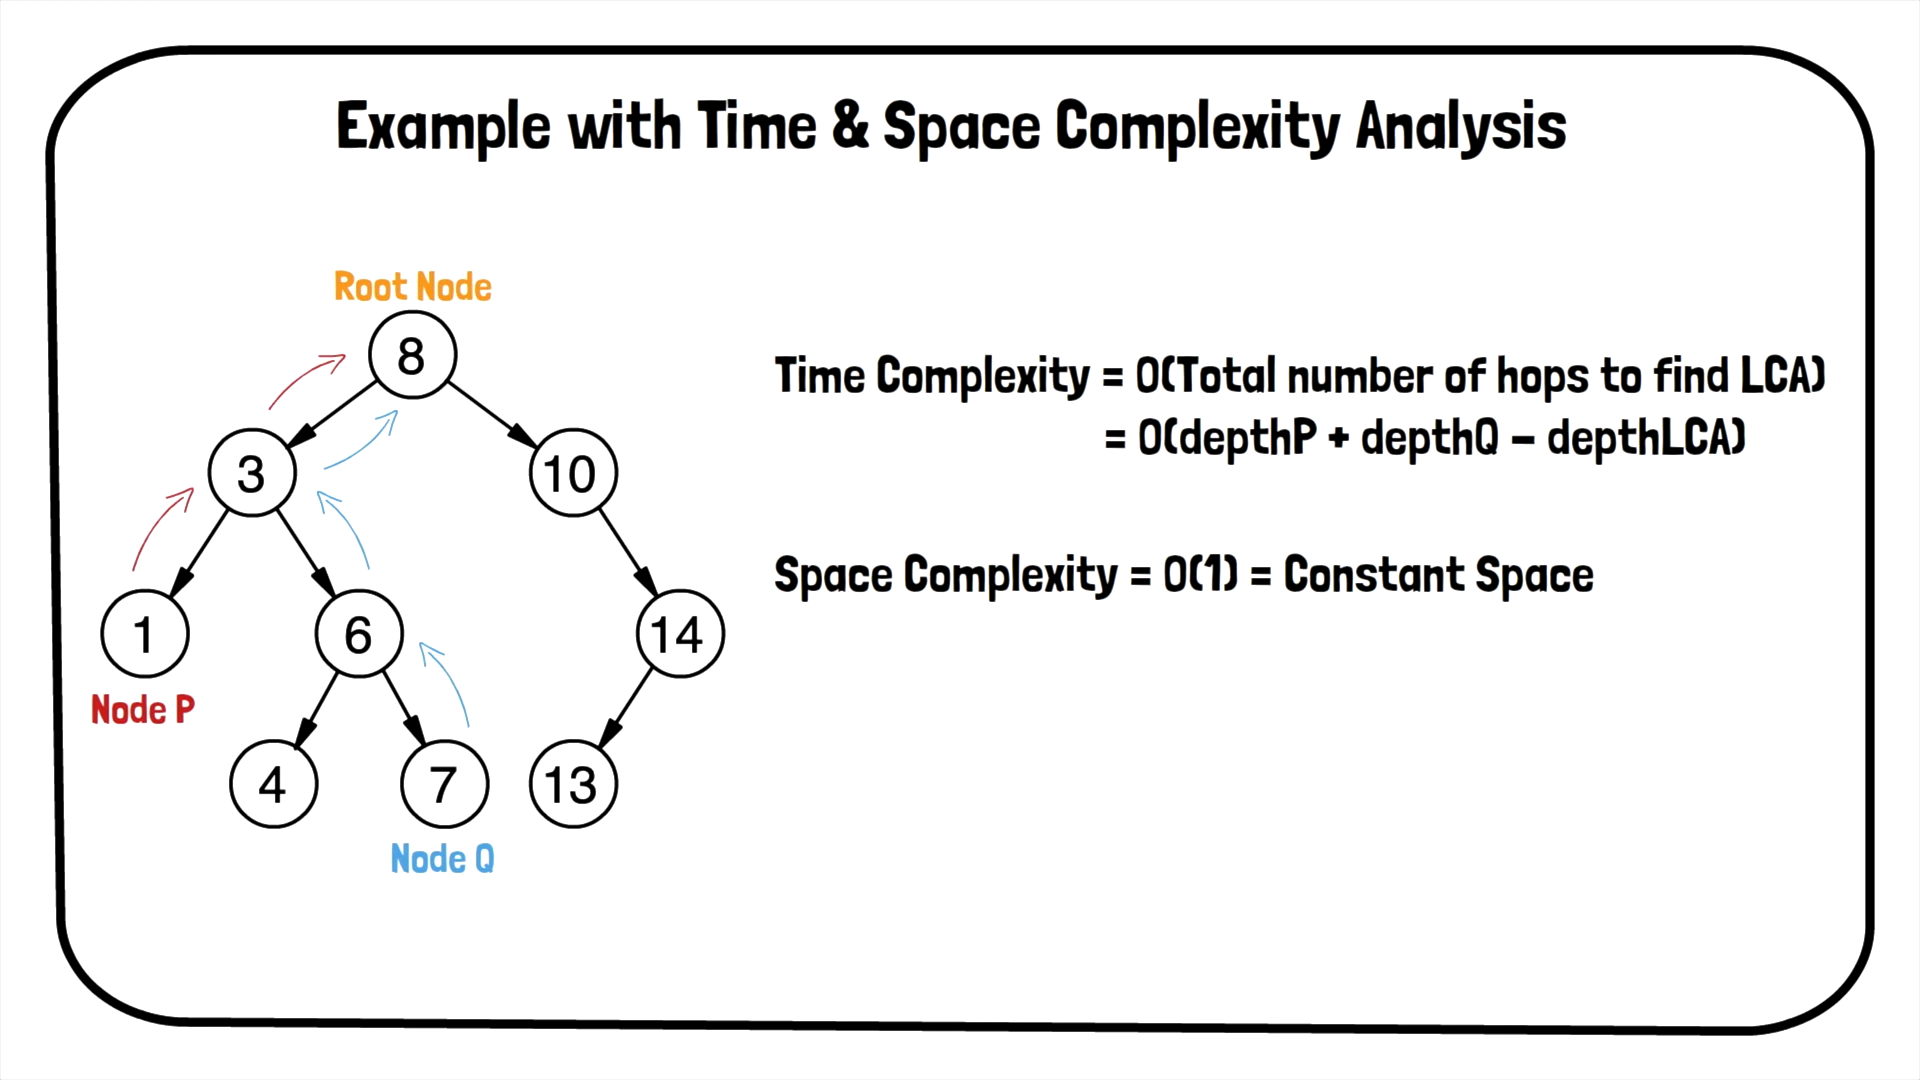 Example with Time & Space Complexity Analysis
Root Node
8
3
10
1
6
14
Node P
4
7
13
Node Q
Time Complexity = O(Total number of hops to find LCA)
= O(depthP + depthQ – depthLCA)
Space Complexity = O(1) = Constant Space